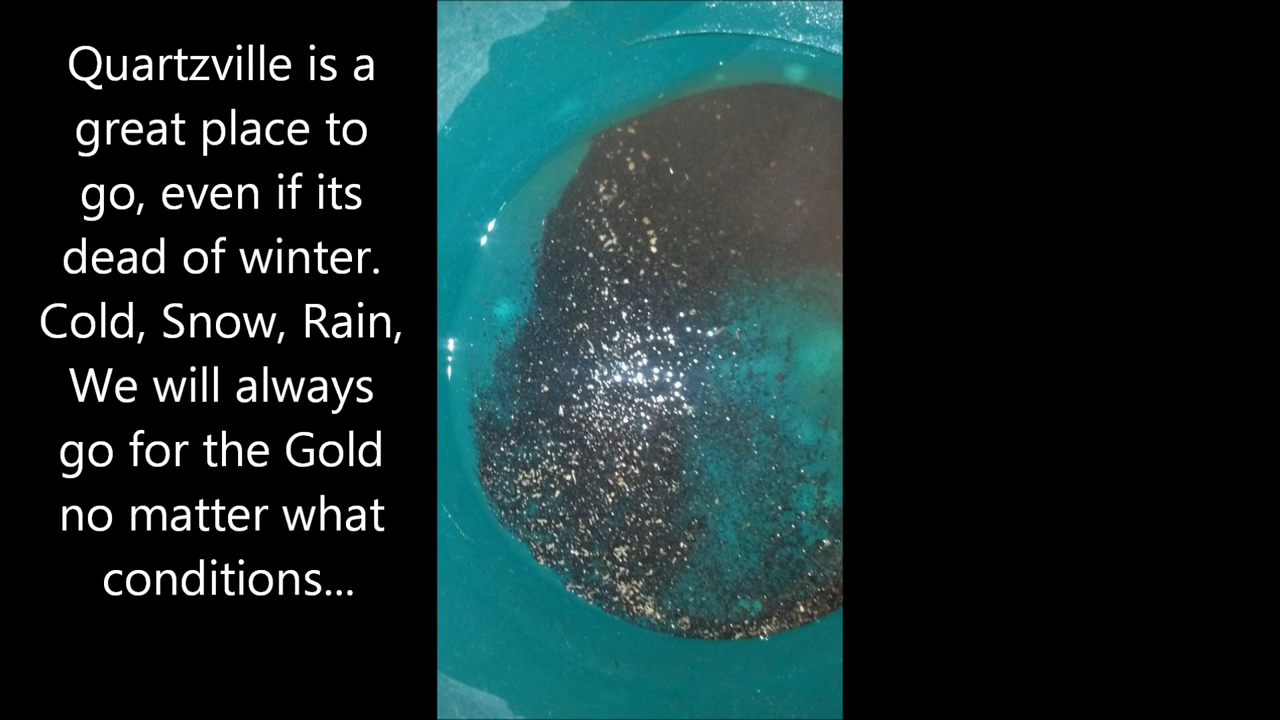 Quartzville is a
great place to
go, even if its
dead of winter.
Cold, Snow, Rain,
We will always
go for the Gold
no matter what
conditions...